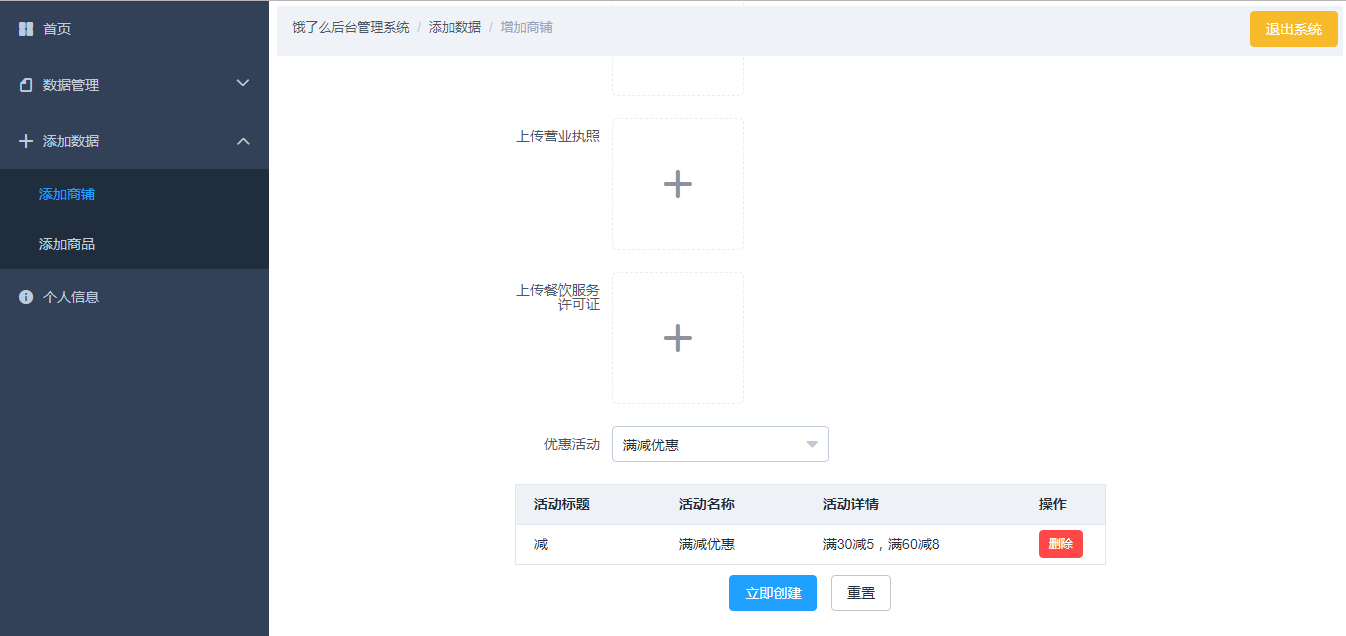 首页
数据管理
添加数据
添加商铺
添加商品
个人信息
饿了么后台管理系统 / 添加数据 / 增加商铺
退出系统
上传营业执照
上传餐饮服务
许可证
优惠活动 满减优惠
活动标题 活动名称 活动详情 操作
减 满减优惠 满30减5，满60减8 删除
立即创建 重置